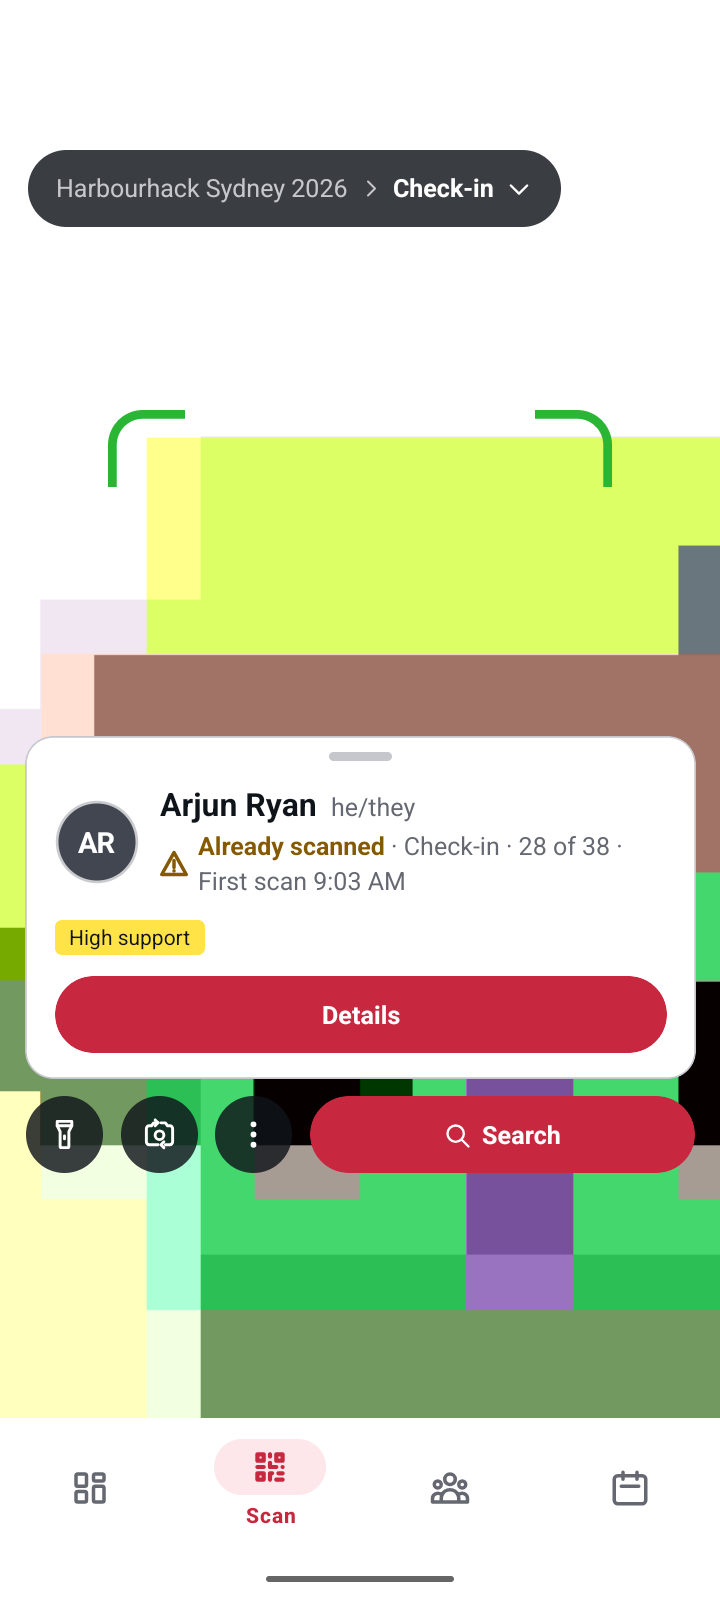 Harbourhack Sydney 2026 > Check-in
Arjun Ryan he/they
AR
Already scanned · Check-in · 28 of 38 ·
First scan 9:03 AM
High support
Details
Search
Scan